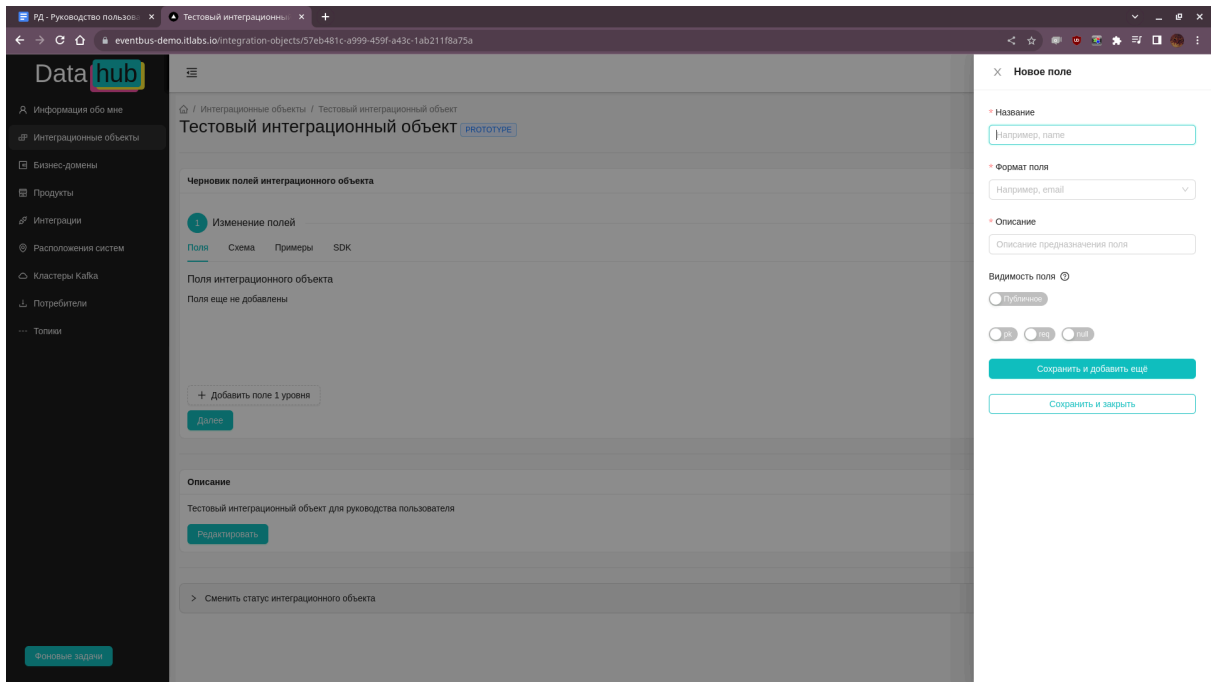 РД - Руководство пользов
Тестовый интеграционны
eventbus-demo.itlabs.io/integration-objects/57eb481c-a999-459f-a43c-1ab211f8a75a
Data hub
Информация обо мне
Интеграционные объекты
Бизнес-домены
Продукты
Интеграции
Расположения систем
Кластеры Kafka
Потребители
Топики
Фоновые задачи
/ Интеграционные объекты / Тестовый интеграционный объект
Тестовый интеграционный объект PROTOTYPE
Черновик полей интеграционного объекта
1 Изменение полей
Поля Схема Примеры SDK
Поля интеграционного объекта
Поля еще не добавлены
+ Добавить поле 1 уровня
Далее
Описание
Тестовый интеграционный объект для руководства пользователя
Редактировать
> Сменить статус интеграционного объекта
Новое поле
* Название
Например, name
* Формат поля
Например, email
* Описание
Описание предназначения поля
Видимость поля
Публичное
pk req null
Сохранить и добавить ещё
Сохранить и закрыть